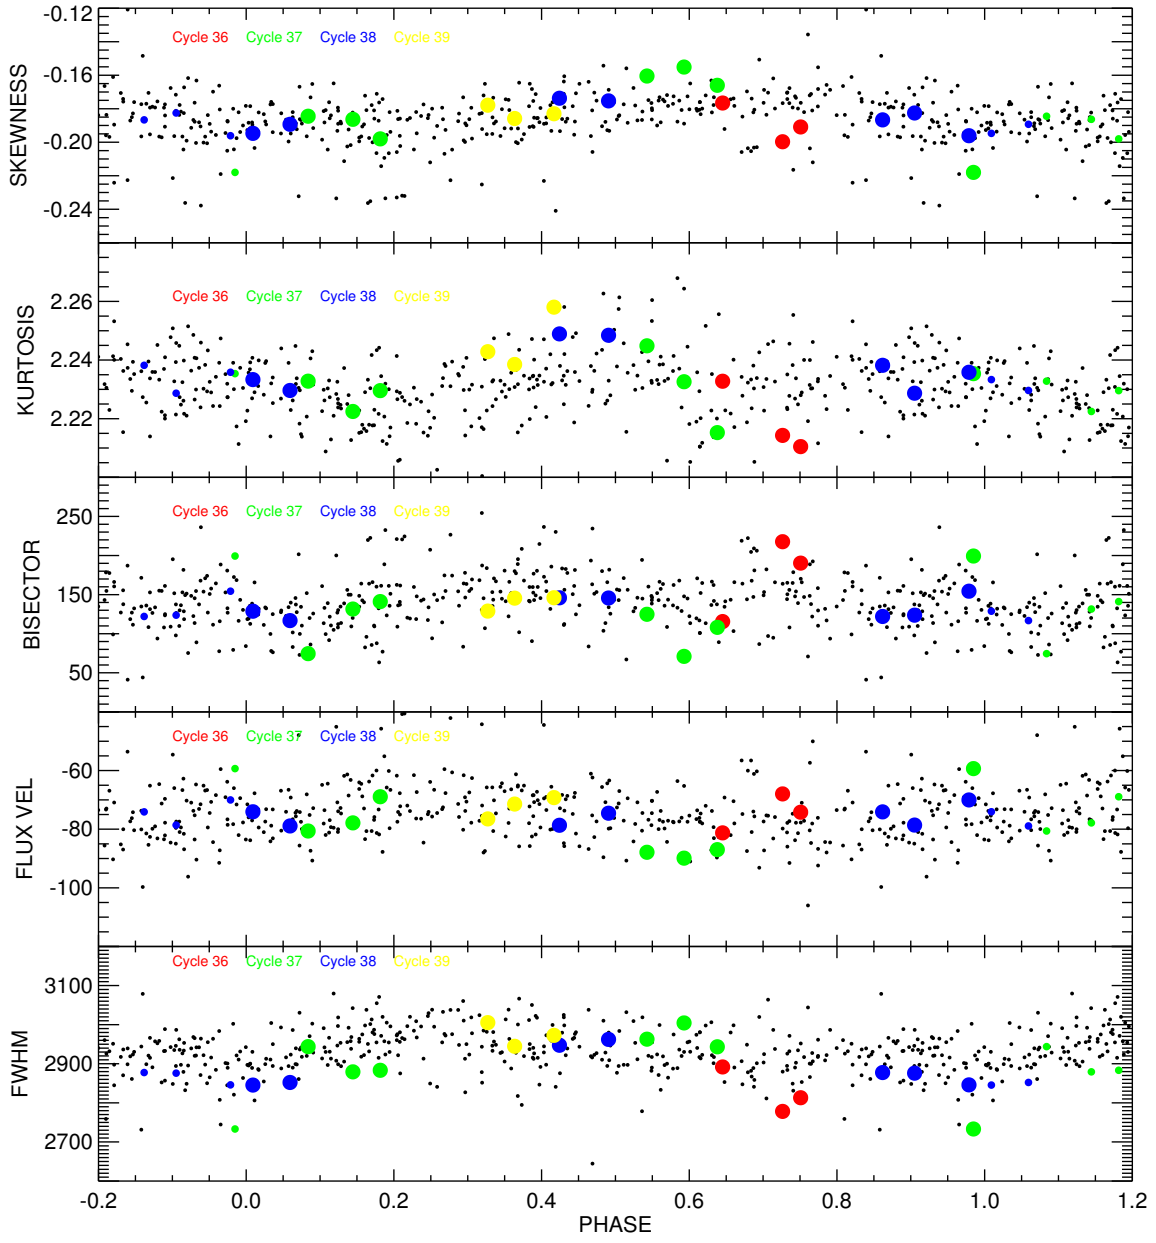 -0.12
Cycle 36 Cycle 37 Cycle 38 Cycle 39
-0.16
-0.20
-0.24
SKEWNESS
Cycle 36 Cycle 37 Cycle 38 Cycle 39
2.26
2.24
2.22
KURTOSIS
Cycle 36 Cycle 37 Cycle 38 Cycle 39
250
150
50
BISECTOR
Cycle 36 Cycle 37 Cycle 38 Cycle 39
-60
-80
-100
FLUX VEL
Cycle 36 Cycle 37 Cycle 38 Cycle 39
3100
2900
2700
FWHM
-0.2 0.0 0.2 0.4 0.6 0.8 1.0 1.2
PHASE